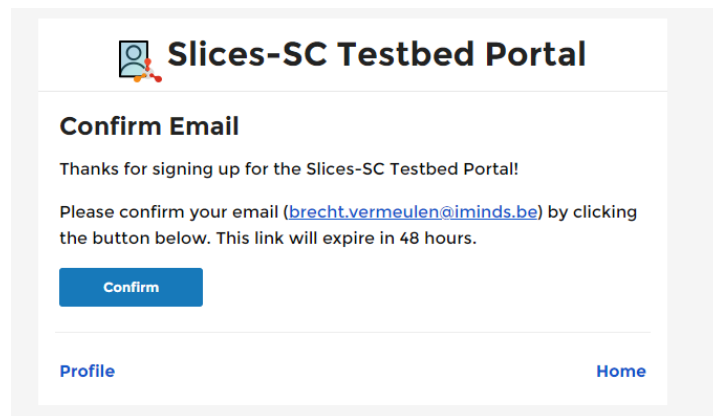 Slices-SC Testbed Portal
Confirm Email
Thanks for signing up for the Slices-SC Testbed Portal!
Please confirm your email (brecht.vermeulen@iminds.be) by clicking
the button below. This link will expire in 48 hours.
Confirm
Profile
Home